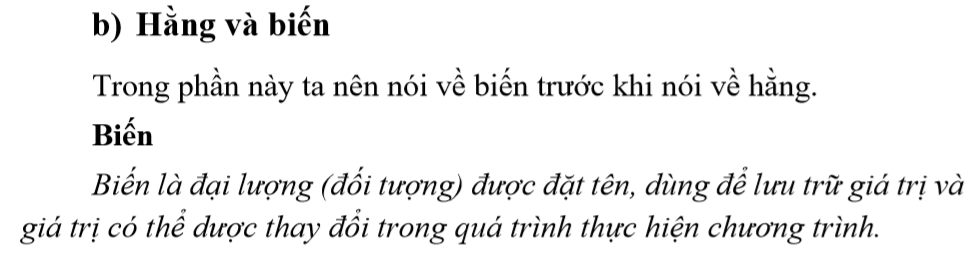 b) Hằng và biến
Trong phần này ta nên nói về biến trước khi nói về hằng.
Biến
Biến là đại lượng (đối tượng) được đặt tên, dùng để lưu trữ giá trị và
giá trị có thể dược thay đổi trong quá trình thực hiện chương trình.